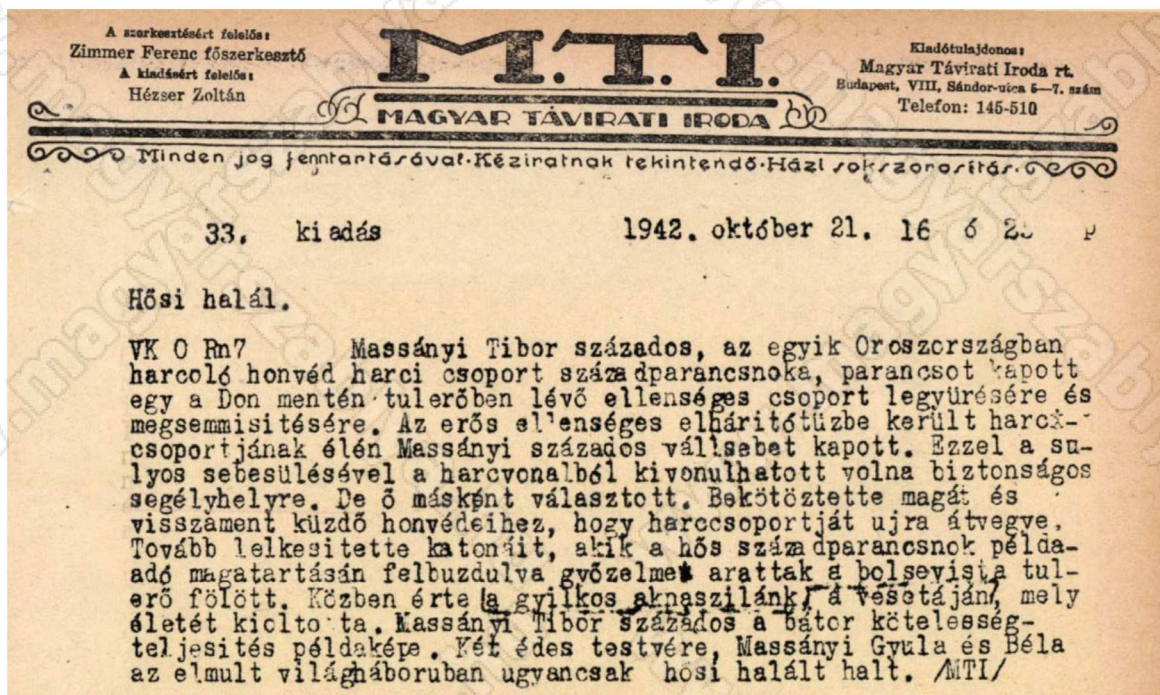 A szerkesztésért felelős:
Zimmer Ferenc főszerkesztő
A kiadásért felelős:
Hézser Zoltán
M.T.I.
MAGYAR TÁVIRATI IRODA
Kiadótulajdonos:
Magyar Távirati Iroda rt.
Budapest, VIII, Sándor-utca 5—7. szám
Telefon: 145-510
Minden jog fenntartásával·Kéziratnak tekintendő·Házi sokszorosítás·
33. kiadás 1942. október 21. 16 ó p
Hősi halál.
VK O Rn7 Massányi Tibor százados, az egyik Oroszországban
harcoló honvéd harci csoport századparancsnoka, parancsot kapott
egy a Don mentén tulerőben lévő ellenséges csoport legyürésére és
megsemmisitésére. Az erős ellenséges elháritótüzbe került harci-
csoportjának élén Massányi százados vállsebet kapott. Ezzel a su-
lyos sebesülésével a harcvonalból kivonulhatott volna biztonságos
segélyhelyre. De ő másként választott. Bekötöztette magát és
visszament küzdő honvédeihez, hogy harccsoportját ujra átvegye.
Tovább lelkesitette katonáit, akik a hős századparancsnok példa-
adó magatartásán felbuzdulva győzelmet arattak a bolsevista tul-
erő fölött. Közben érte a gyilkos aknaszilánk a vesetáján, mely
életét kioltotta. Massányi Tibor százados a bátor kötelesség-
teljesités példaképe. Két édes testvére, Massányi Gyula és Béla
az elmult világháboruban ugyancsak hősi halált halt. /MTI/